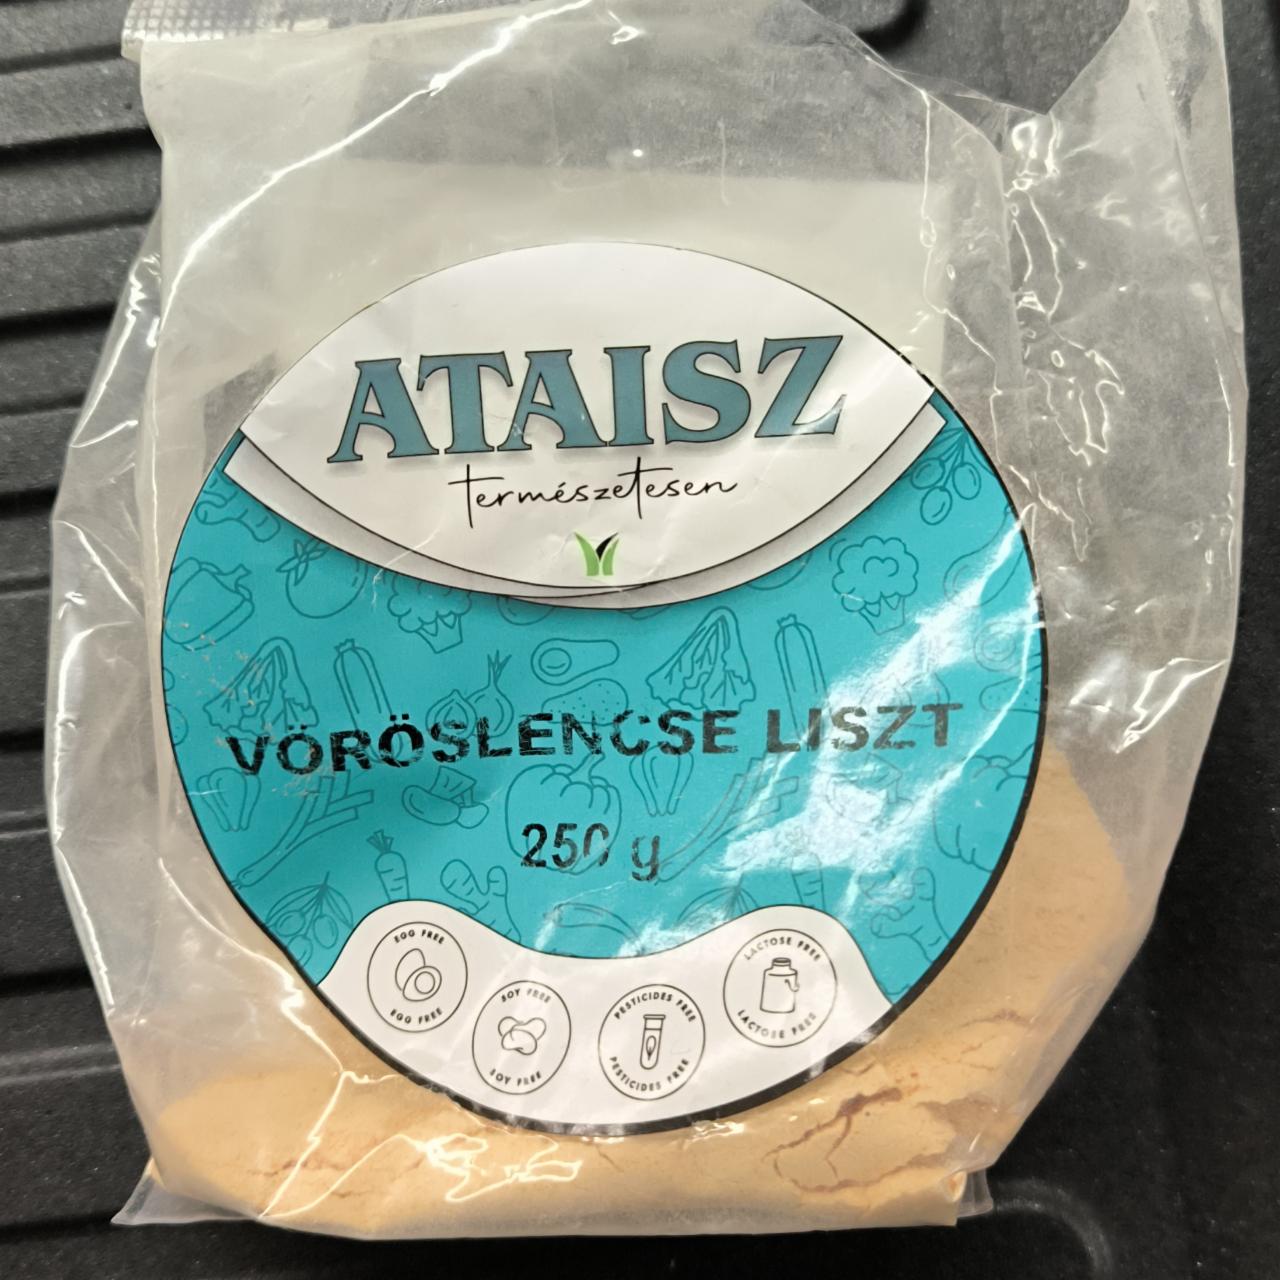 ATAISZ
természetesen
VÖRÖSLENCSE LISZT
250 g
EGG FREE
EGG FREE
SOY FREE
SOY FREE
PESTICIDES FREE
PESTICIDES FREE
LACTOSE FREE
LACTOSE FREE